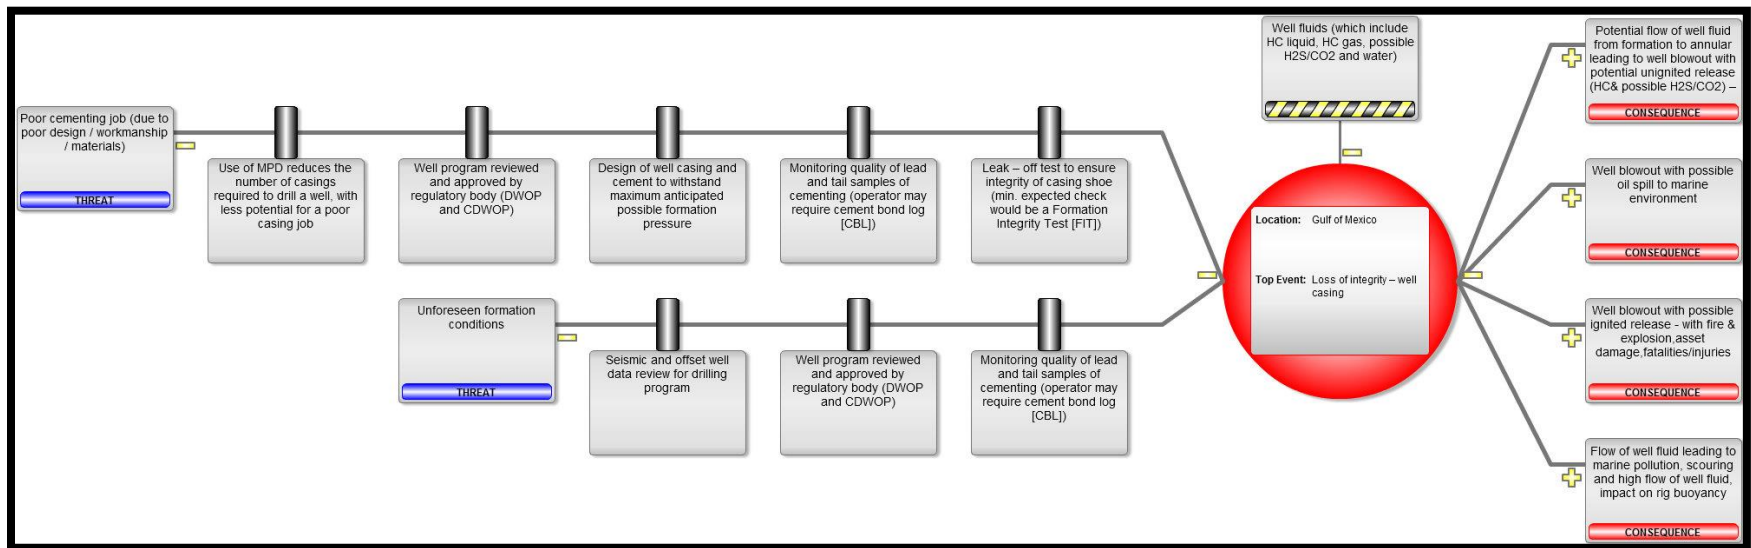 Poor cementing job (due to
poor design / workmanship
/ materials)
THREAT
Use of MPD reduces the
number of casings
required to drill a well, with
less potential for a poor
casing job
Well program reviewed
and approved by
regulatory body (DWOP
and CDWOP)
Design of well casing and
cement to withstand
maximum anticipated
possible formation
pressure
Monitoring quality of lead
and tail samples of
cementing (operator may
require cement bond log
[CBL])
Leak – off test to ensure
integrity of casing shoe
(min. expected check
would be a Formation
Integrity Test [FIT])
Unforeseen formation
conditions
THREAT
Seismic and offset well
data review for drilling
program
Well program reviewed
and approved by
regulatory body (DWOP
and CDWOP)
Monitoring quality of lead
and tail samples of
cementing (operator may
require cement bond log
[CBL])
Well fluids (which include
HC liquid, HC gas, possible
H2S/CO2 and water)
Location: Gulf of Mexico
Top Event: Loss of integrity – well
casing
Potential flow of well fluid
from formation to annular
leading to well blowout with
potential unignited release
(HC& possible H2S/CO2) –
CONSEQUENCE
Well blowout with possible
oil spill to marine
environment
CONSEQUENCE
Well blowout with possible
ignited release - with fire &
explosion,asset
damage,fatalities/injuries
CONSEQUENCE
Flow of well fluid leading to
marine pollution, scouring
and high flow of well fluid,
impact on rig buoyancy
CONSEQUENCE